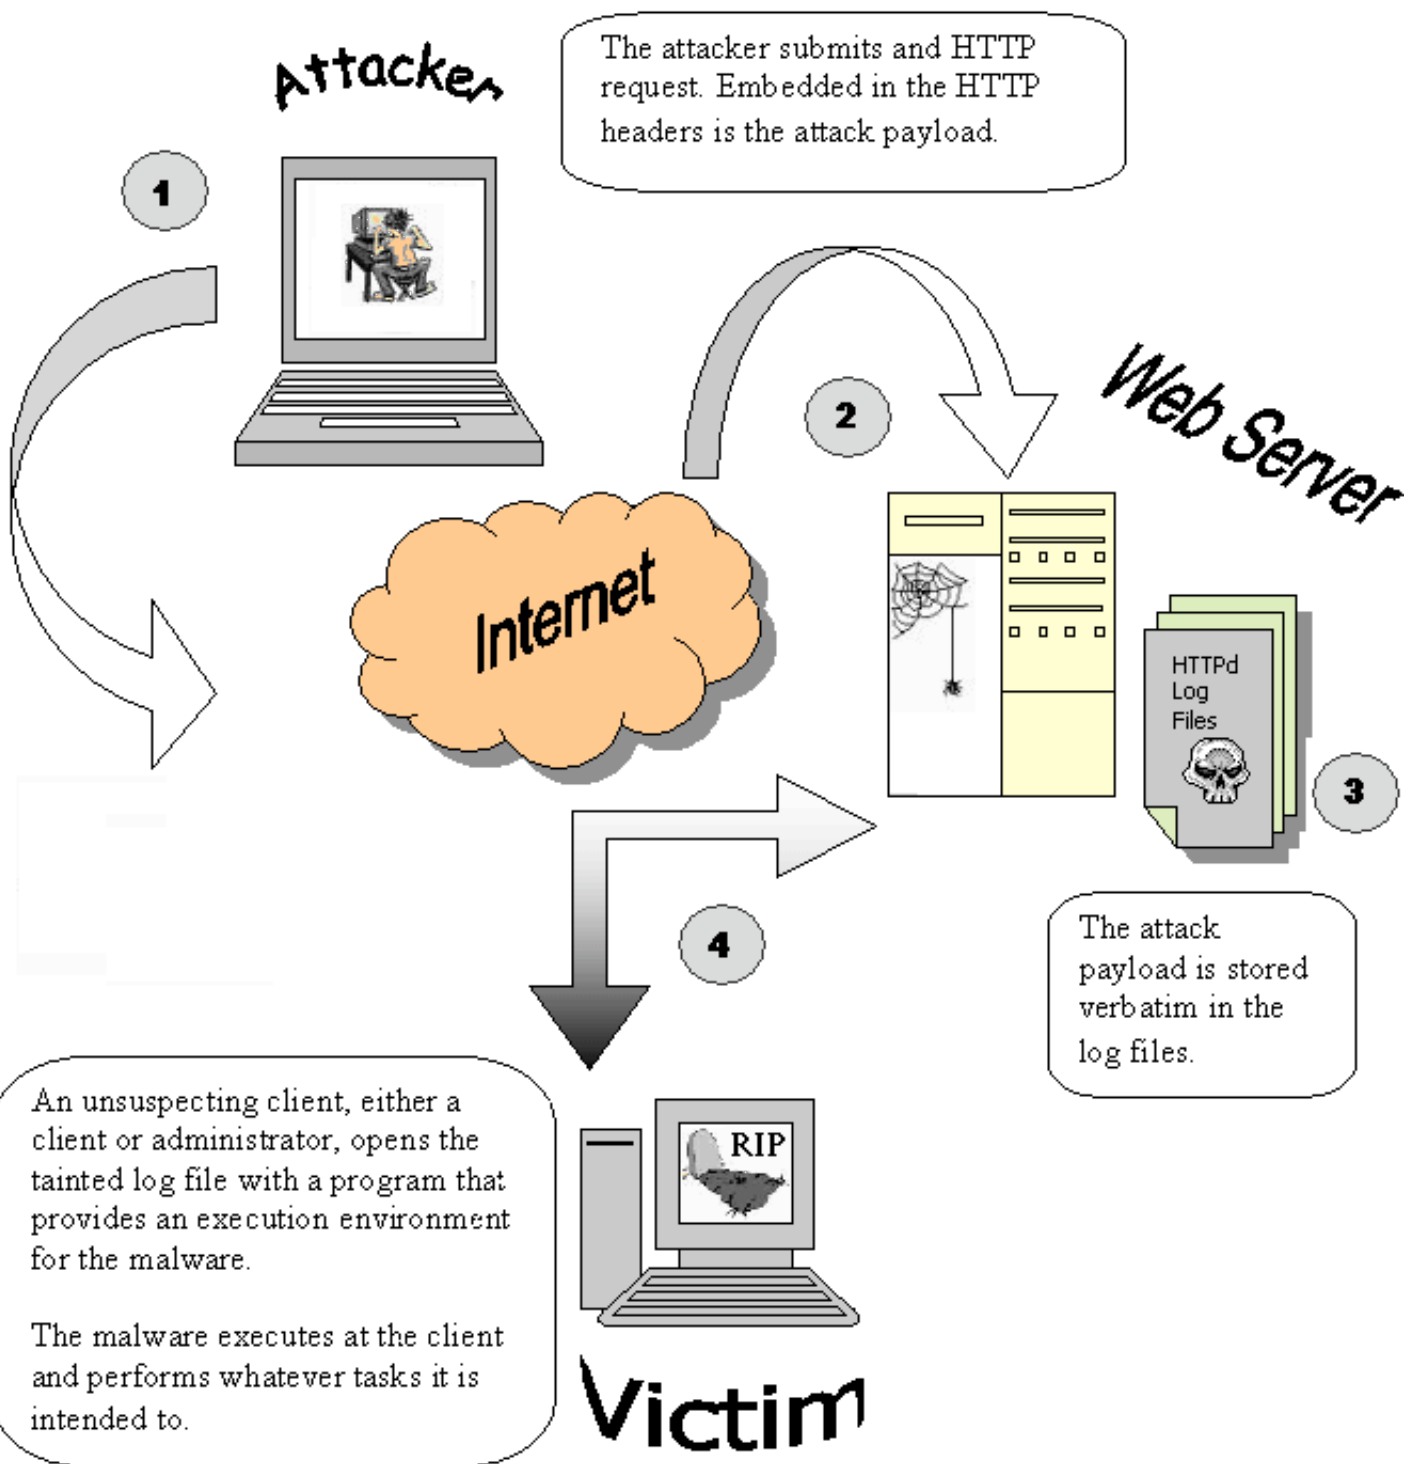 Attacker
The attacker submits and HTTP
request. Embedded in the HTTP
headers is the attack payload.
1
2
Web Server
Internet
HTTPd
Log
Files
3
4
The attack
payload is stored
verbatim in the
log files.
An unsuspecting client, either a
client or administrator, opens the
tainted log file with a program that
provides an execution environment
for the malware.
The malware executes at the client
and performs whatever tasks it is
intended to.
RIP
Victim